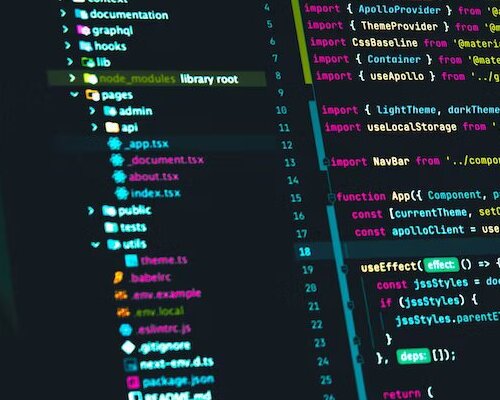 context
documentation
graphql
hooks
lib
node_modules library root
pages
admin
api
_app.tsx
_document.tsx
about.tsx
index.tsx
public
tests
utils
theme.ts
.babelrc
.env.example
.env.local
.eslintrc.js
.gitignore
next-env.d.ts
package.json
README.md
4 import { ApolloProvider } from '@a
5 import { ThemeProvider } from '@ma
6 import CssBaseline from '@materi
7 import { Container } from '@mate
8 import { useApollo } from '../g
9
10 import { lightTheme, darkTheme
11 import useLocalStorage from '
12
13 import NavBar from '../compo
14
15 function App({ Component, p
16 const [currentTheme, set
17 const apolloClient = use
18
19 useEffect( effect: () => {
20 const jssStyles = doc
21 if (jssStyles) {
22 jssStyles.parentE
23 }
24 }, deps: []);
25
26 return (